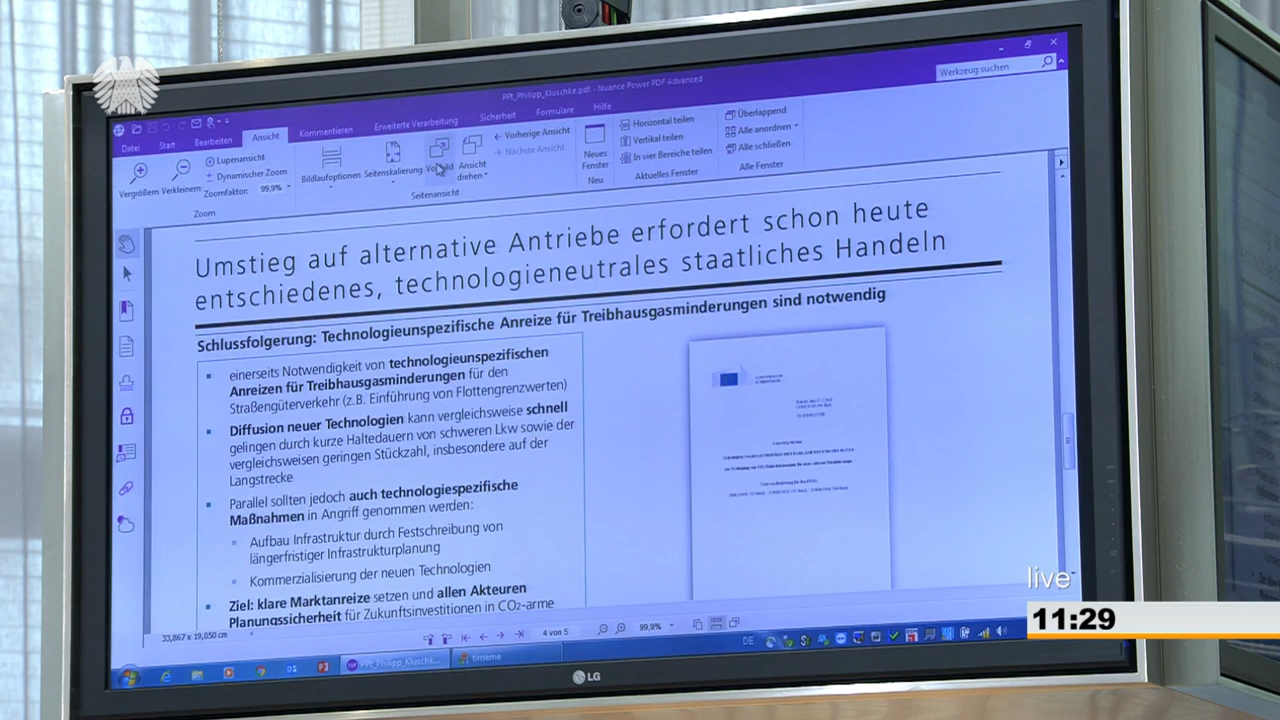 PPt_Philipp_Kluschke.pdf - Nuance Power PDF Advanced
Werkzeug suchen
Datei Start Bearbeiten Ansicht Kommentieren Erweiterte Verarbeitung Sicherheit Formulare Hilfe
Vergrößern Verkleinern
Lupenansicht
Dynamischer Zoom
Zoomfaktor: 99,9%
Zoom
Bildlaufoptionen
Seitenskalierung
Ansicht
drehen
Vorherige Ansicht
Nächste Ansicht
Seitenansicht
Neues
Fenster
Neu
Horizontal teilen
Vertikal teilen
In vier Bereiche teilen
Aktuelles Fenster
Überlappend
Alle anordnen
Alle schließen
Alle Fenster
Umstieg auf alternative Antriebe erfordert schon heute
entschiedenes, technologieneutrales staatliches Handeln
Schlussfolgerung: Technologieunspezifische Anreize für Treibhausgasminderungen sind notwendig
einerseits Notwendigkeit von technologieunspezifischen
Anreizen für Treibhausgasminderungen für den
Straßengüterverkehr (z.B. Einführung von Flottengrenzwerten)
Diffusion neuer Technologien kann vergleichsweise schnell
gelingen durch kurze Haltedauern von schweren Lkw sowie der
vergleichsweisen geringen Stückzahl, insbesondere auf der
Langstrecke
Parallel sollten jedoch auch technologiespezifische
Maßnahmen in Angriff genommen werden:
Aufbau Infrastruktur durch Festschreibung von
längerfristiger Infrastrukturplanung
Kommerzialisierung der neuen Technologien
Ziel: klare Marktanreize setzen und allen Akteuren
Planungssicherheit für Zukunftsinvestitionen in CO2-arme
33,867 x 19,050 cm
4 von 5
99,9%
PPt_Philipp_Kluschk...
timeme
DE
LG
live
11:29